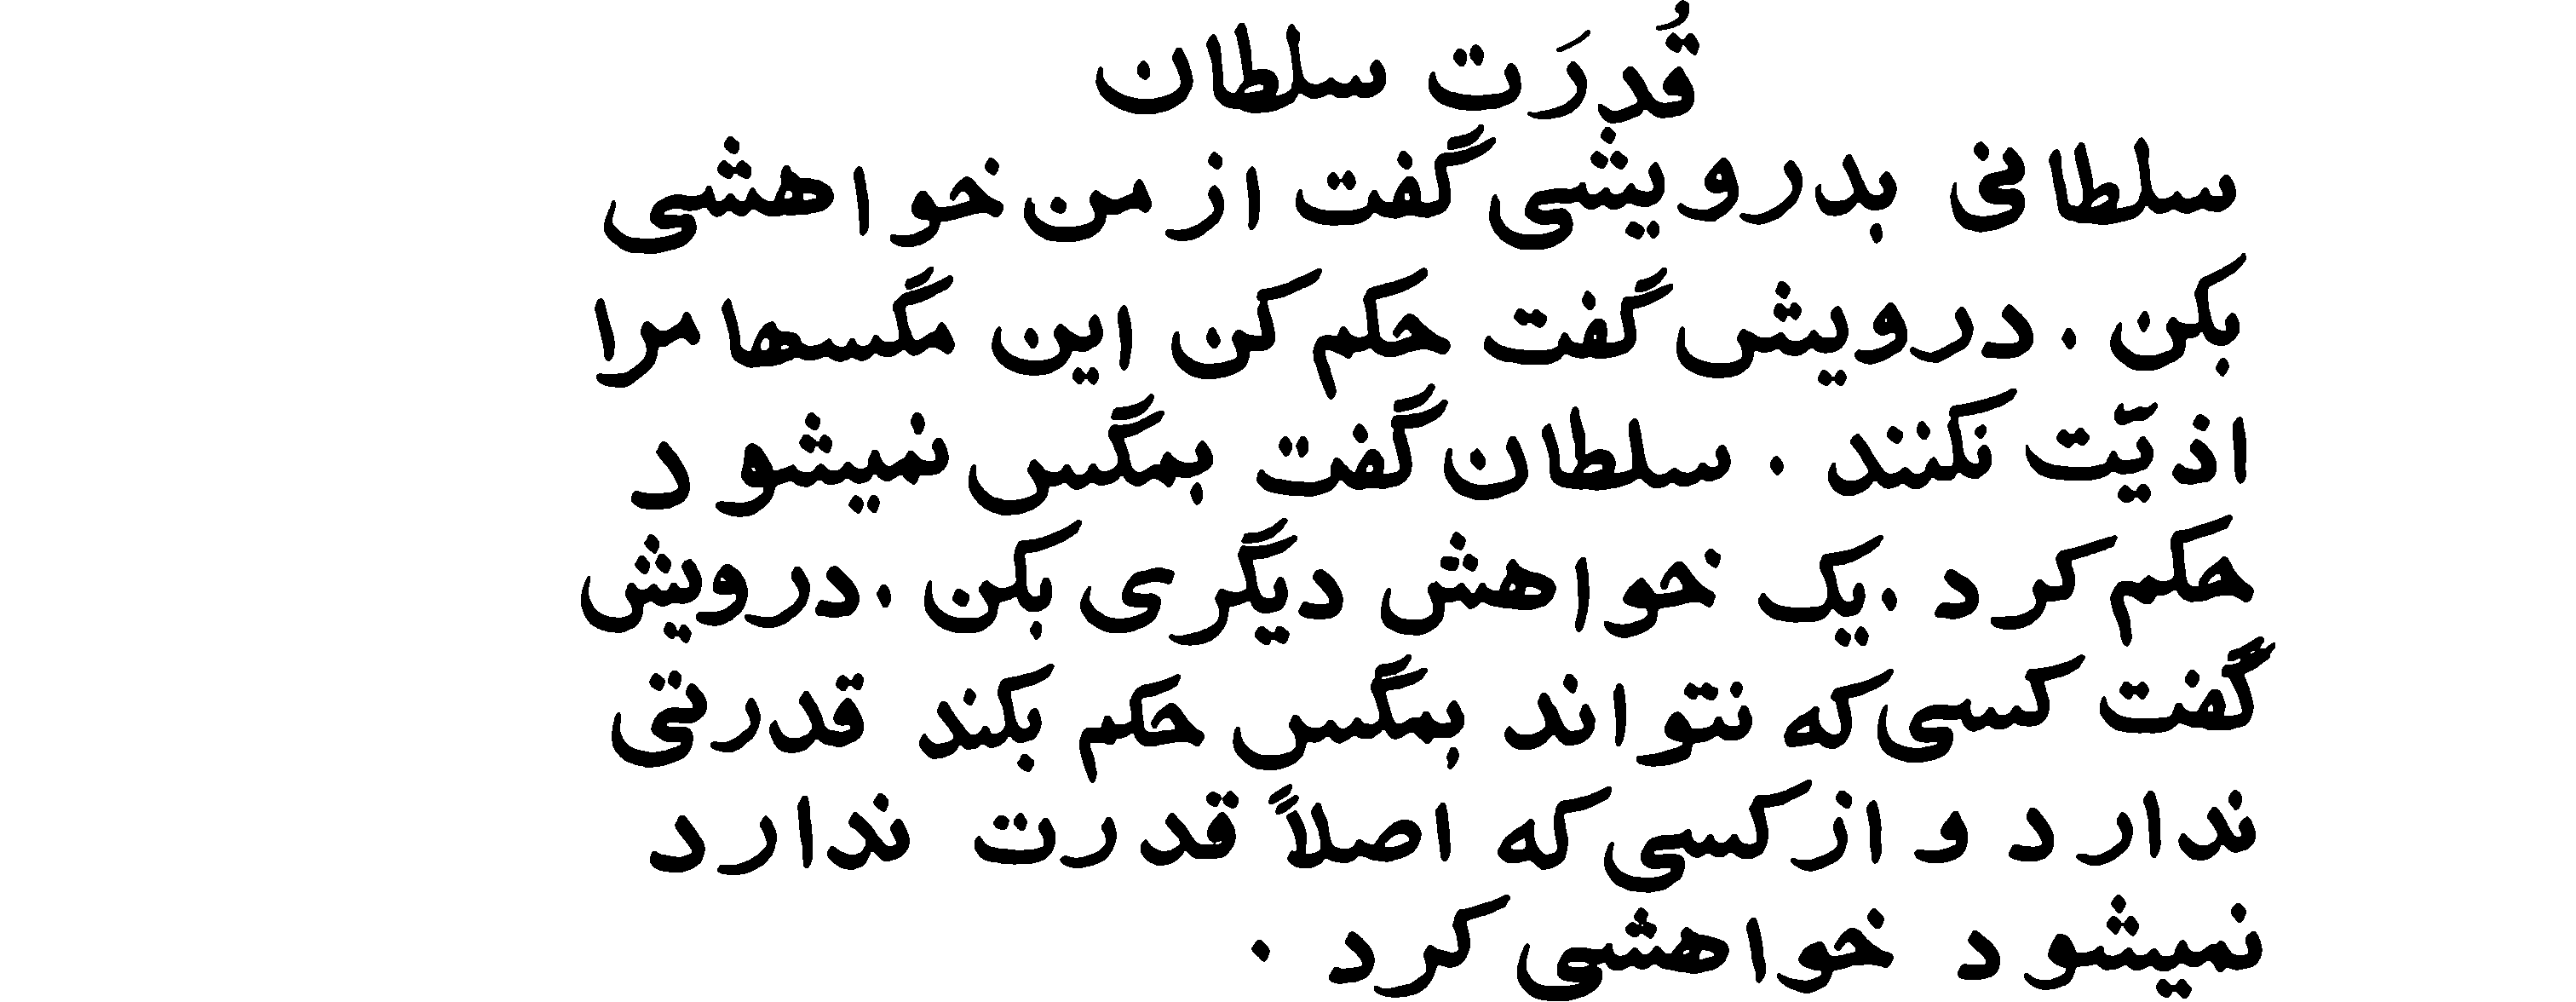 قُدرَت سلطان
سلطانی بدرویشی گفت از من خواهشی
بکن . درویش گفت حکم کن این مگسها مرا
اذیّت نکنند . سلطان گفت بمگس نمیشود
حکم کرد . یک خواهش دیگری بکن . درویش
گفت کسی که نتواند بمگس حکم بکند قدرتی
ندارد و از کسی که اصلاً قدرت ندارد
نمیشود خواهشی کرد .